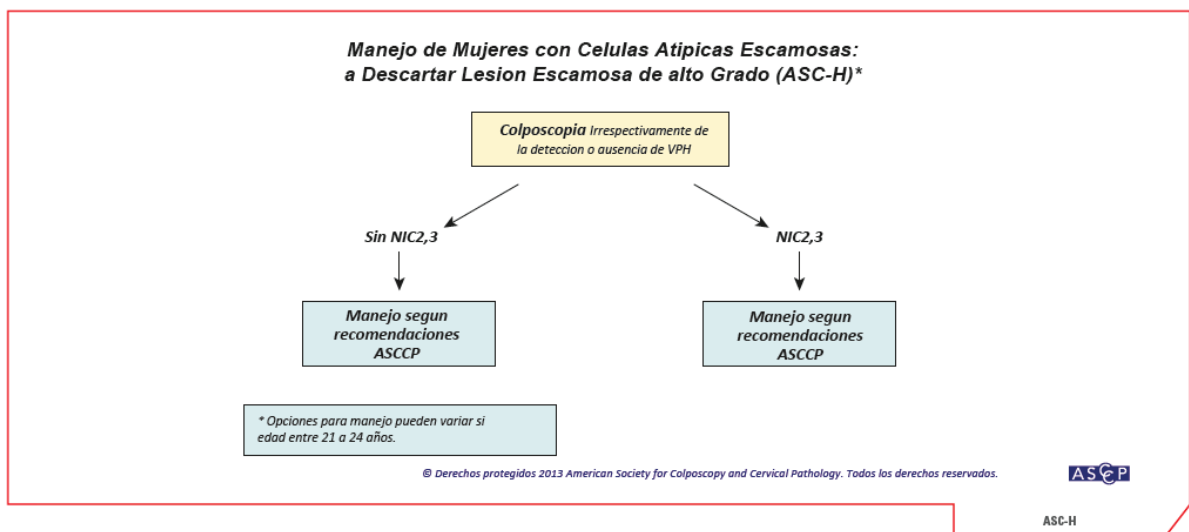 Manejo de Mujeres con Celulas Atipicas Escamosas:
a Descartar Lesion Escamosa de alto Grado (ASC-H)*
Colposcopia Irrespectivamente de
la deteccion o ausencia de VPH
Sin NIC2,3
NIC2,3
Manejo segun
recomendaciones
ASCCP
Manejo segun
recomendaciones
ASCCP
* Opciones para manejo pueden variar si
edad entre 21 a 24 años.
© Derechos protegidos 2013 American Society for Colposcopy and Cervical Pathology. Todos los derechos reservados.
ASCCP
ASC-H